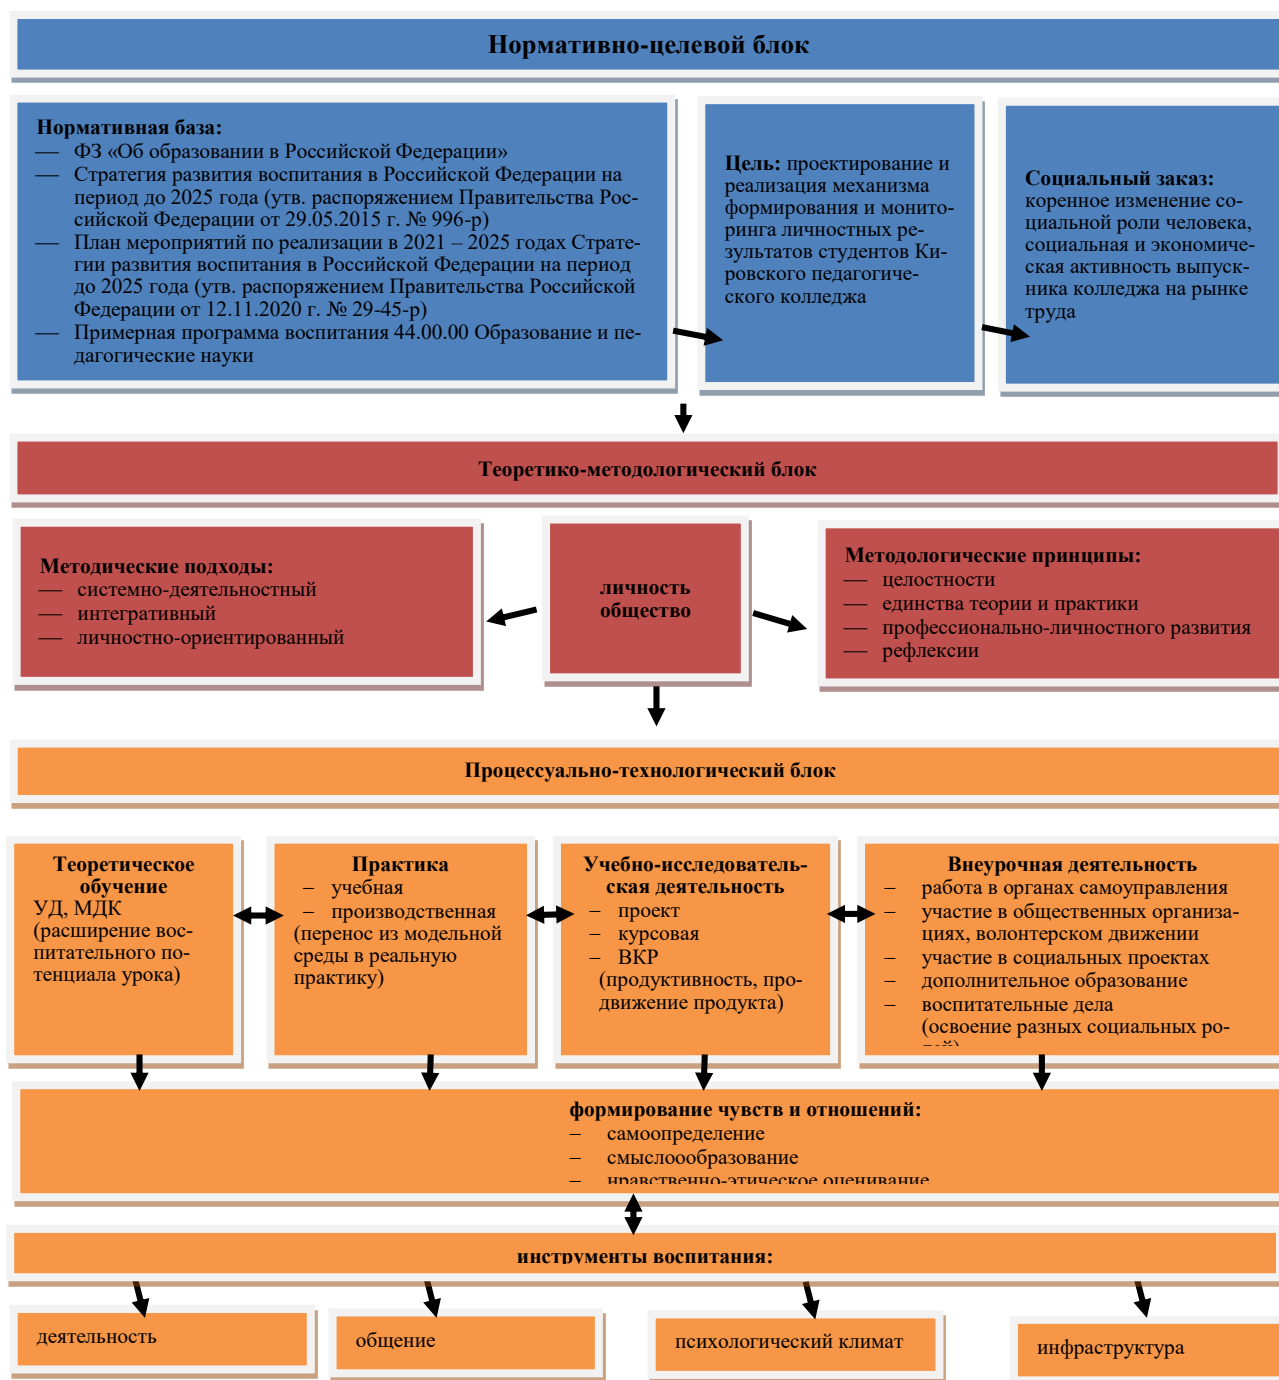 Нормативно-целевой блок
Нормативная база:
— ФЗ «Об образовании в Российской Федерации»
— Стратегия развития воспитания в Российской Федерации на
период до 2025 года (утв. распоряжением Правительства Рос-
сийской Федерации от 29.05.2015 г. № 996-р)
— План мероприятий по реализации в 2021 – 2025 годах Страте-
гии развития воспитания в Российской Федерации на период
до 2025 года (утв. распоряжением Правительства Российской
Федерации от 12.11.2020 г. № 29-45-р)
— Примерная программа воспитания 44.00.00 Образование и пе-
дагогические науки
Цель: проектирование и
реализация механизма
формирования и монито-
ринга личностных ре-
зультатов студентов Ки-
ровского педагогиче-
ского колледжа
Социальный заказ:
коренное изменение со-
циальной роли человека,
социальная и экономиче-
ская активность выпуск-
ника колледжа на рынке
труда
Теоретико-методологический блок
Методические подходы:
— системно-деятельностный
— интегративный
— личностно-ориентированный
личность
общество
Методологические принципы:
— целостности
— единства теории и практики
— профессионально-личностного развития
— рефлексии
Процессуально-технологический блок
Теоретическое
обучение
УД, МДК
(расширение вос-
питательного по-
тенциала урока)
Практика
– учебная
– производственная
(перенос из модельной
среды в реальную
практику)
Учебно-исследователь-
ская деятельность
– проект
– курсовая
– ВКР
(продуктивность, про-
движение продукта)
Внеурочная деятельность
– работа в органах самоуправления
– участие в общественных организа-
циях, волонтерском движении
– участие в социальных проектах
– дополнительное образование
– воспитательные дела
(освоение разных социальных ро-
лей)
формирование чувств и отношений:
– самоопределение
– смыслоообразование
– нравственно-этическое оценивание
инструменты воспитания:
деятельность
общение
психологический климат
инфраструктура